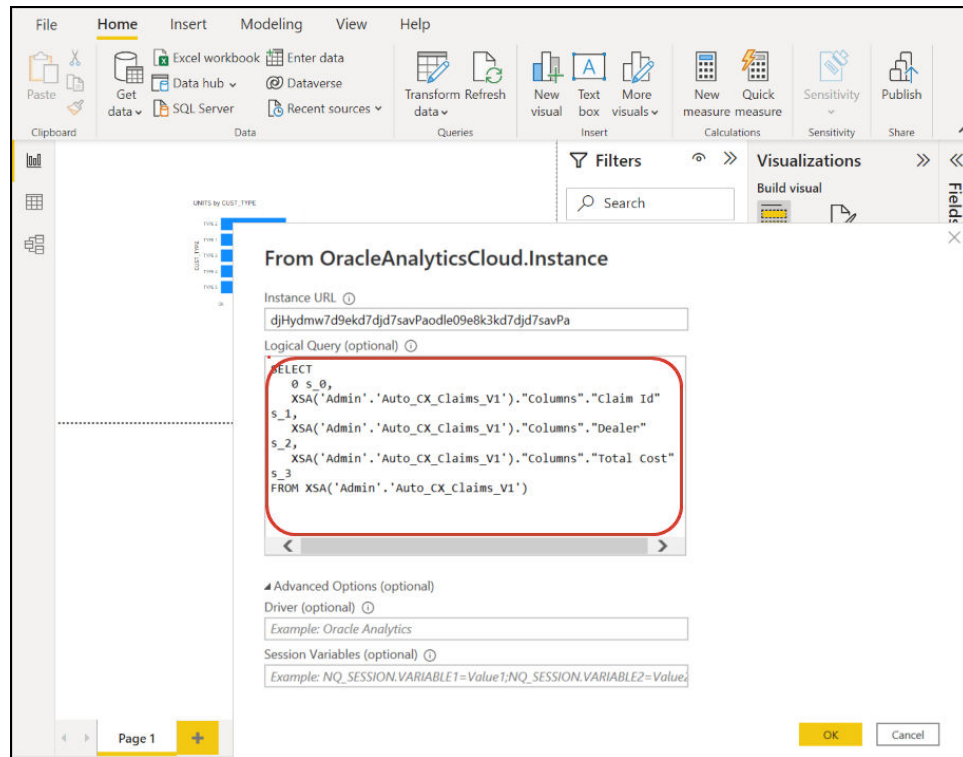 File Home Insert Modeling View Help
Excel workbook Enter data
Data hub Dataverse
SQL Server Recent sources
Paste
Get
data
Transform Refresh
data
New Text More
visual box visuals
New Quick
measure measure
Sensitivity
Publish
Clipboard Data Queries Insert Calculations Sensitivity Share
Filters
Search
Visualizations
Build visual
Fields
UNITS by CUST_TYPE
CUST_TYPE
From OracleAnalyticsCloud.Instance
Instance URL
djHydmw7d9ekd7djd7savPaodle09e8k3kd7djd7savPa
Logical Query (optional)
SELECT
0 s_0,
XSA('Admin'.'Auto_CX_Claims_V1')."Columns"."Claim Id"
s_1,
XSA('Admin'.'Auto_CX_Claims_V1')."Columns"."Dealer"
s_2,
XSA('Admin'.'Auto_CX_Claims_V1')."Columns"."Total Cost"
s_3
FROM XSA('Admin'.'Auto_CX_Claims_V1')
Advanced Options (optional)
Driver (optional)
Example: Oracle Analytics
Session Variables (optional)
Example: NQ_SESSION.VARIABLE1=Value1;NQ_SESSION.VARIABLE2=Value2
OK Cancel
Page 1